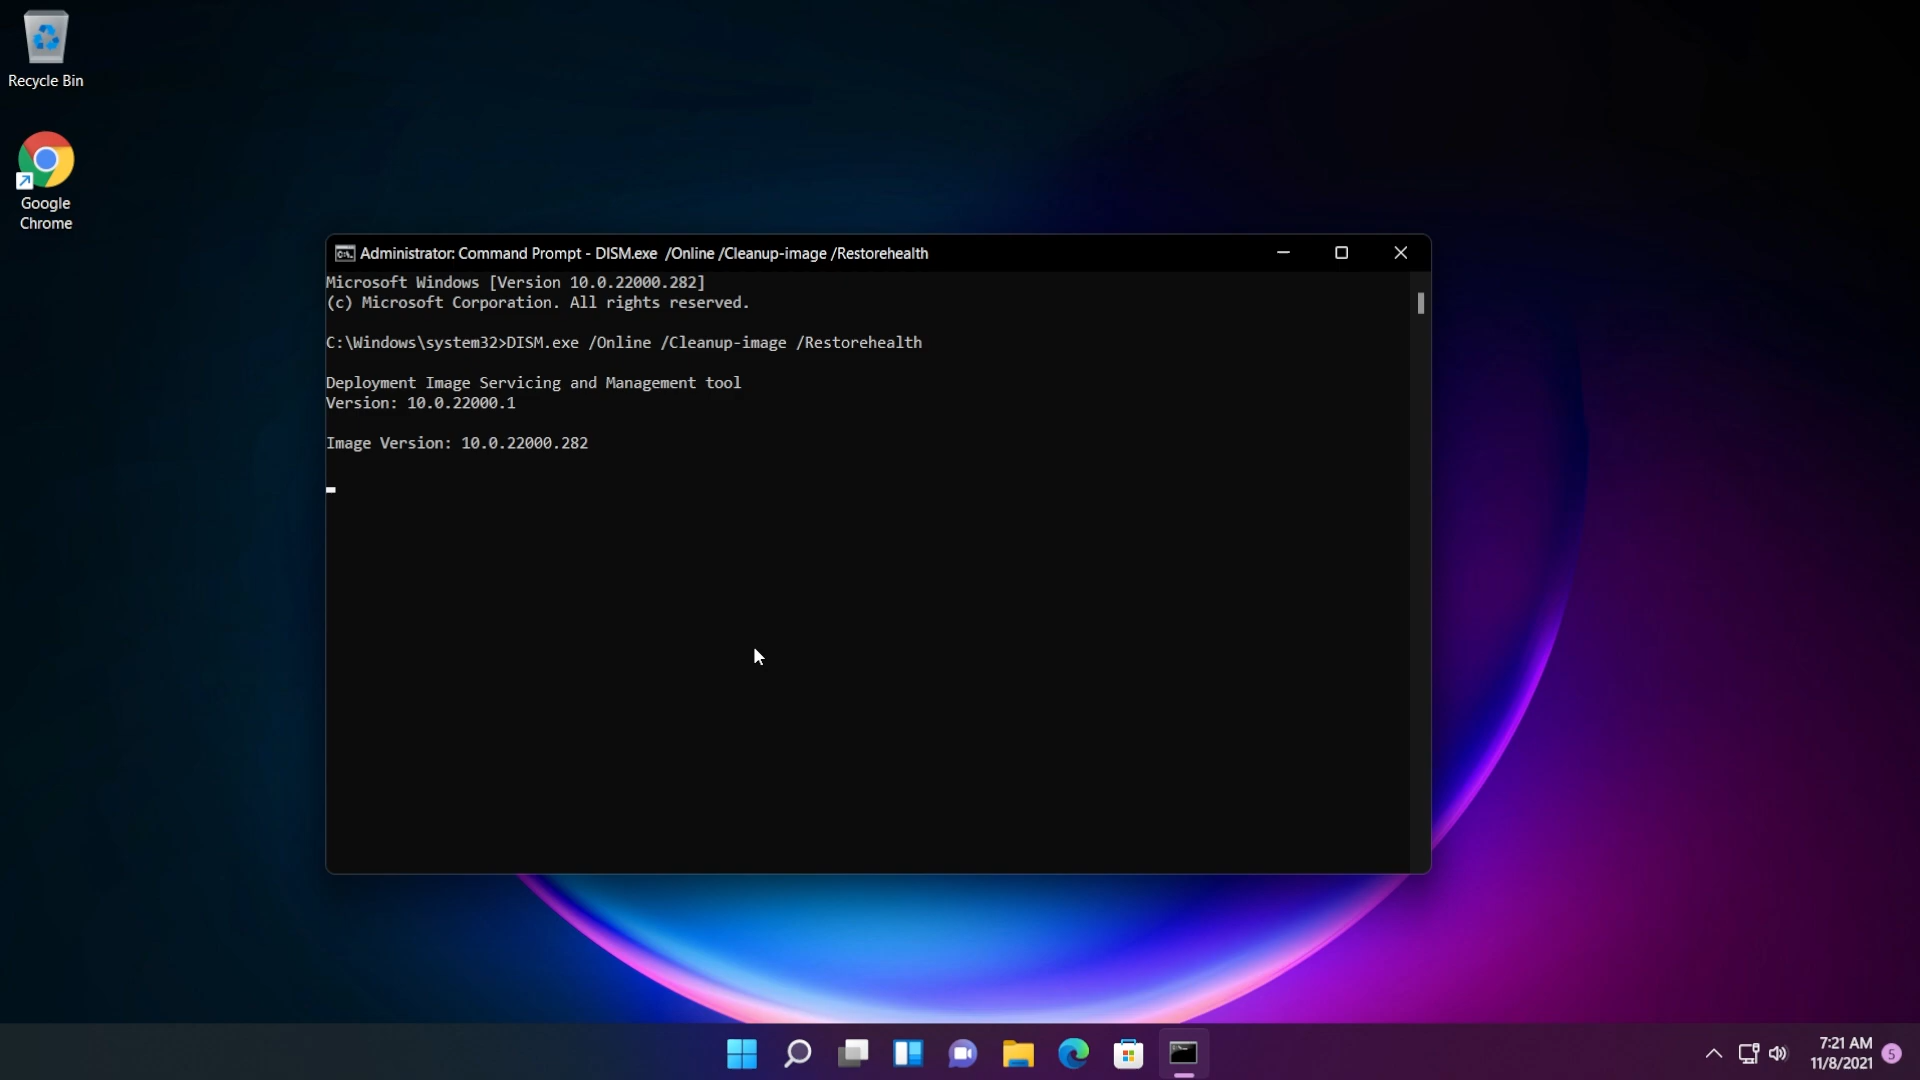 Recycle Bin
Google
Chrome
Administrator: Command Prompt - DISM.exe  /Online /Cleanup-image /Restorehealth
Microsoft Windows [Version 10.0.22000.282]
(c) Microsoft Corporation. All rights reserved.
C:\Windows\system32>DISM.exe /Online /Cleanup-image /Restorehealth
Deployment Image Servicing and Management tool
Version: 10.0.22000.1
Image Version: 10.0.22000.282
7:21 AM
11/8/2021
5